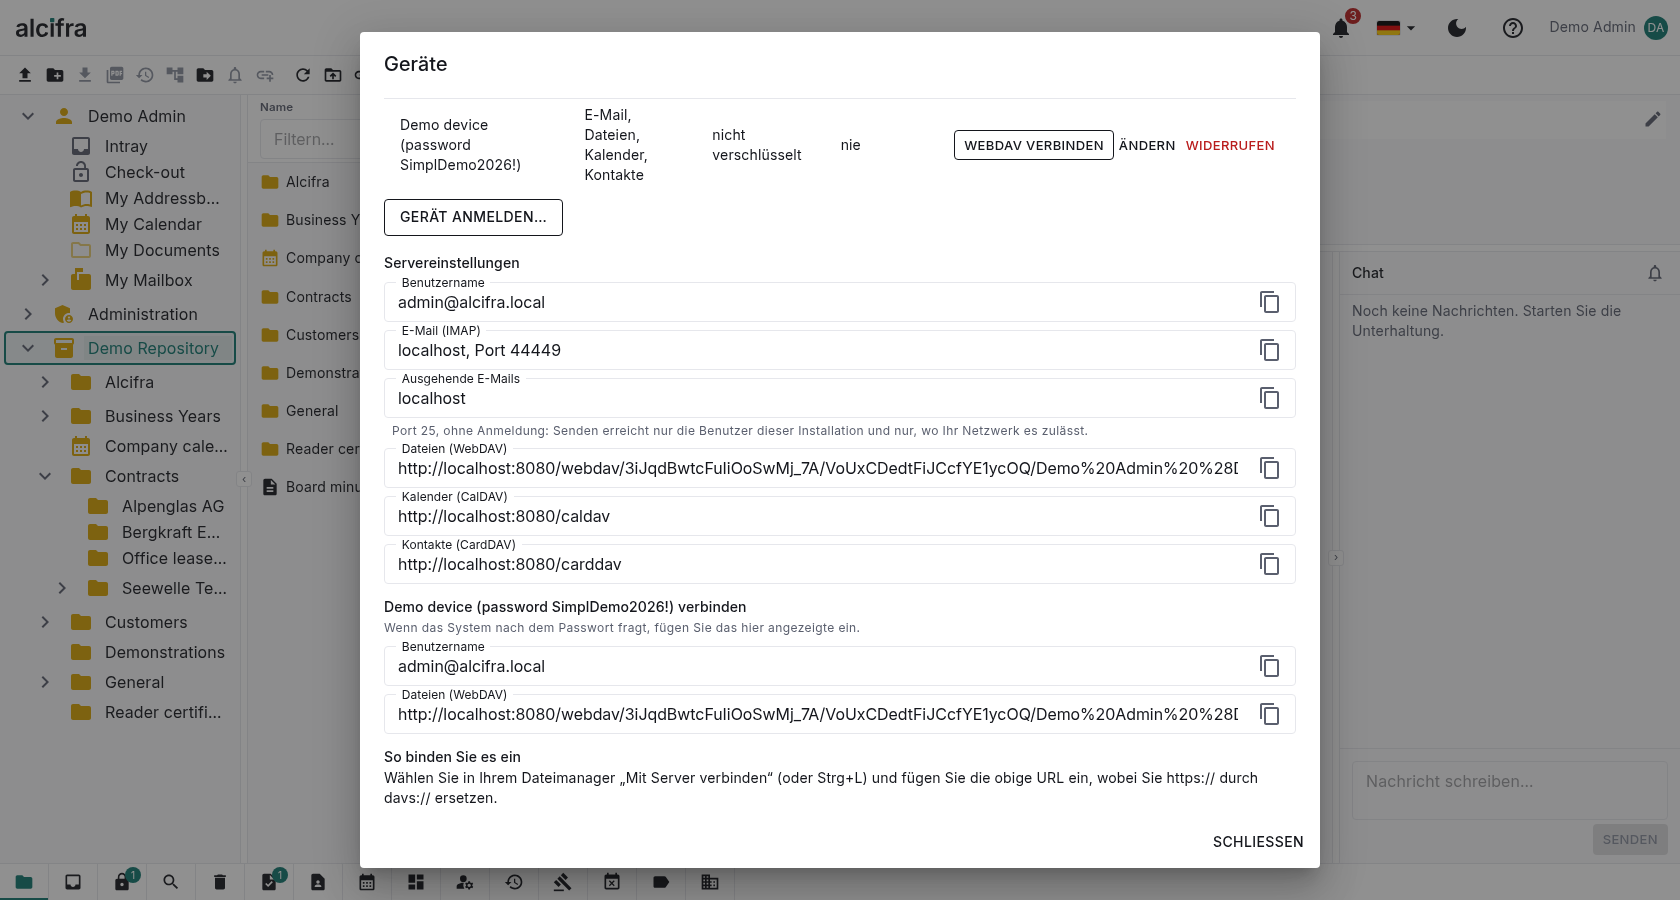 alcifra
3
Demo Admin
DA
Geräte
Demo device (password SimplDemo2026!)
E-Mail, Dateien, Kalender, Kontakte
nicht verschlüsselt
nie
WEBDAV VERBINDEN
ÄNDERN
WIDERRUFEN
GERÄT ANMELDEN...
Servereinstellungen
Benutzername
admin@alcifra.local
E-Mail (IMAP)
localhost, Port 44449
Ausgehende E-Mails
localhost
Port 25, ohne Anmeldung: Senden erreicht nur die Benutzer dieser Installation und nur, wo Ihr Netzwerk es zulässt.
Dateien (WebDAV)
http://localhost:8080/webdav/3iJqdBwtcFuIiOoSwMj_7A/VoUxCDedtFiJCcfYE1ycOQ/Demo%20Admin%20%28D
Kalender (CalDAV)
http://localhost:8080/caldav
Kontakte (CardDAV)
http://localhost:8080/carddav
Demo device (password SimplDemo2026!) verbinden
Wenn das System nach dem Passwort fragt, fügen Sie das hier angezeigte ein.
Benutzername
admin@alcifra.local
Dateien (WebDAV)
http://localhost:8080/webdav/3iJqdBwtcFuIiOoSwMj_7A/VoUxCDedtFiJCcfYE1ycOQ/Demo%20Admin%20%28D
So binden Sie es ein
Wählen Sie in Ihrem Dateimanager „Mit Server verbinden“ (oder Strg+L) und fügen Sie die obige URL ein, wobei Sie https:// durch
davs:// ersetzen.
SCHLIESSEN
Demo Admin
Intray
Check-out
My Addressb...
My Calendar
My Documents
My Mailbox
Administration
Demo Repository
Alcifra
Business Years
Company cale...
Contracts
Alpenglas AG
Bergkraft E...
Office lease...
Seewelle Te...
Customers
Demonstrations
General
Reader certifi...
Name
Filtern...
Alcifra
Business Y
Company c
Contracts
Customers
Demonstra
General
Reader cer
Board minu
Chat
Noch keine Nachrichten. Starten Sie die
Unterhaltung.
Nachricht schreiben...
SENDEN
1
1